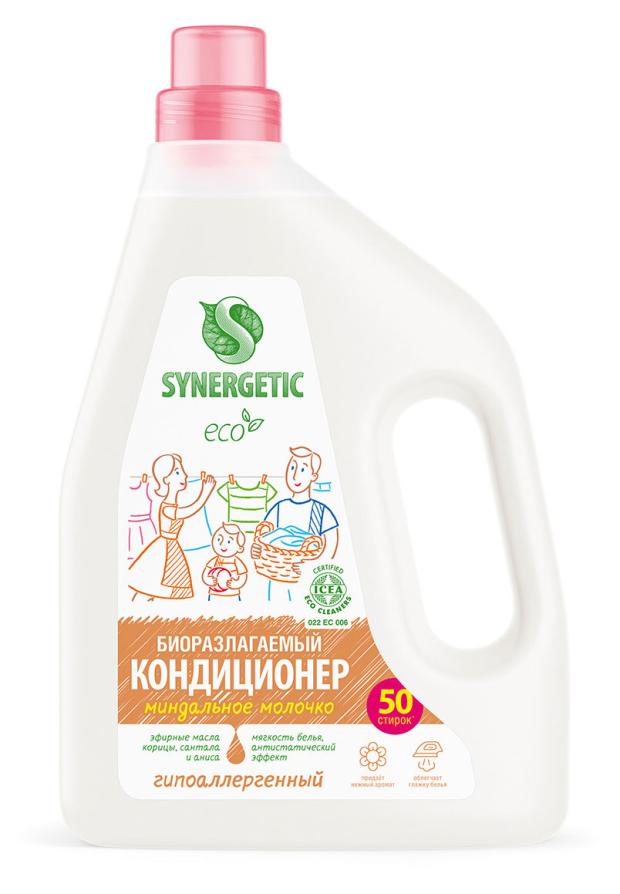 SYNERGETIC
eco
CERTIFIED
ICEA
ECO CLEANERS
022 EC 006
БИОРАЗЛАГАЕМЫЙ
КОНДИЦИОНЕР
миндальное молочко
50
стирок*
эфирные масла
корицы, сантала
и аниса
мягкость белья,
антистатический
эффект
гипоаллергенный
придаёт
нежный аромат
облегчает
глажку белья